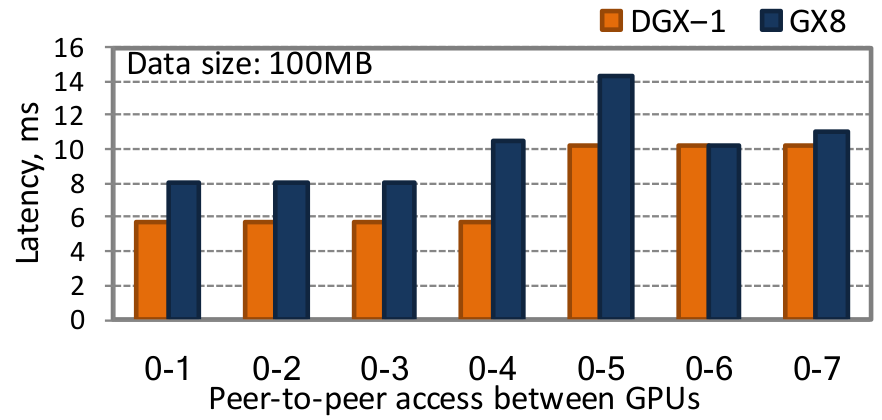 DGX–1 GX8
Data size: 100MB
Latency, ms
16
14
12
10
8
6
4
2
0
0-1 0-2 0-3 0-4 0-5 0-6 0-7
Peer-to-peer access between GPUs